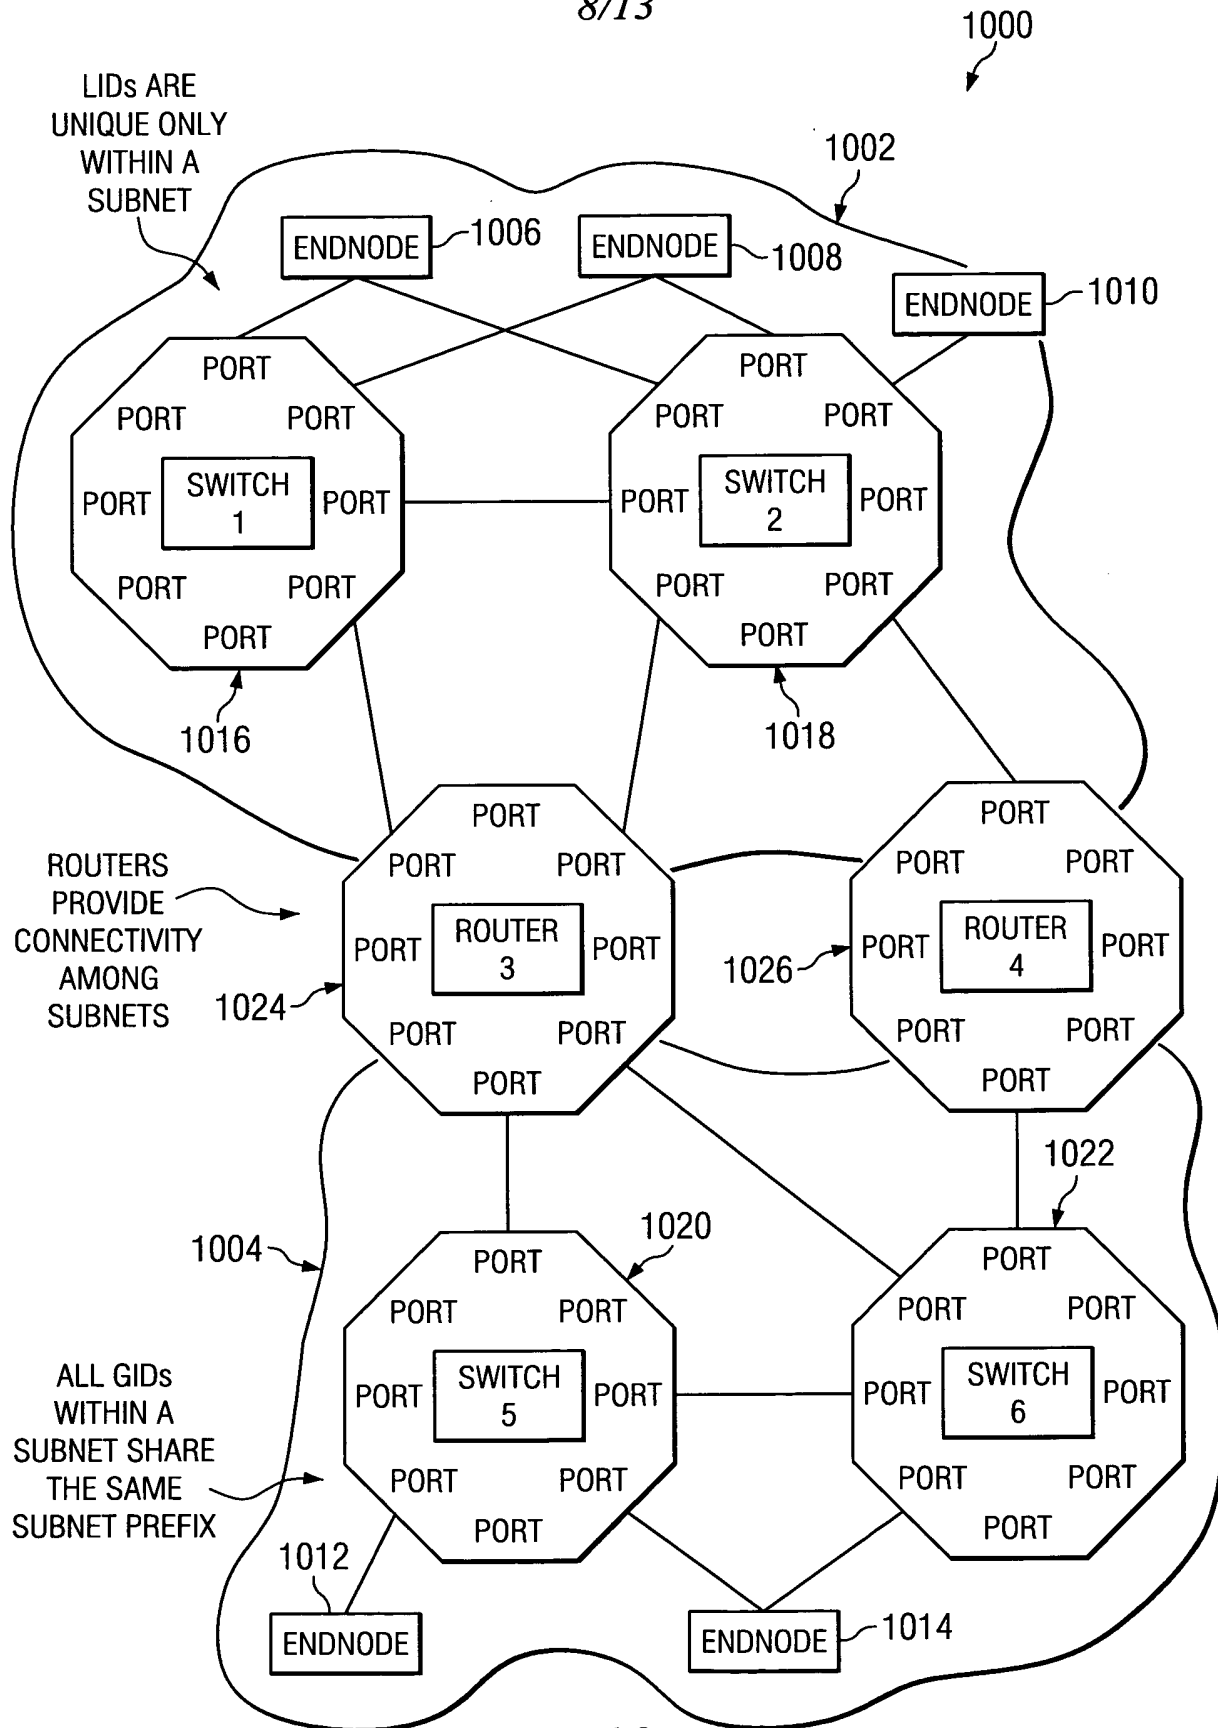 8/13
1000
LIDs ARE
UNIQUE ONLY
WITHIN A
SUBNET
1002
ENDNODE
1006
ENDNODE
1008
ENDNODE
1010
PORT
PORT
PORT
PORT
SWITCH
1
PORT
PORT
PORT
PORT
1016
PORT
PORT
PORT
PORT
SWITCH
2
PORT
PORT
PORT
PORT
1018
ROUTERS
PROVIDE
CONNECTIVITY
AMONG
SUBNETS
PORT
PORT
PORT
PORT
ROUTER
3
PORT
PORT
PORT
PORT
1024
PORT
PORT
PORT
PORT
ROUTER
4
PORT
PORT
PORT
PORT
1026
1004
1020
1022
PORT
PORT
PORT
PORT
SWITCH
5
PORT
PORT
PORT
PORT
PORT
PORT
PORT
PORT
SWITCH
6
PORT
PORT
PORT
PORT
ALL GIDs
WITHIN A
SUBNET SHARE
THE SAME
SUBNET PREFIX
1012
ENDNODE
ENDNODE
1014